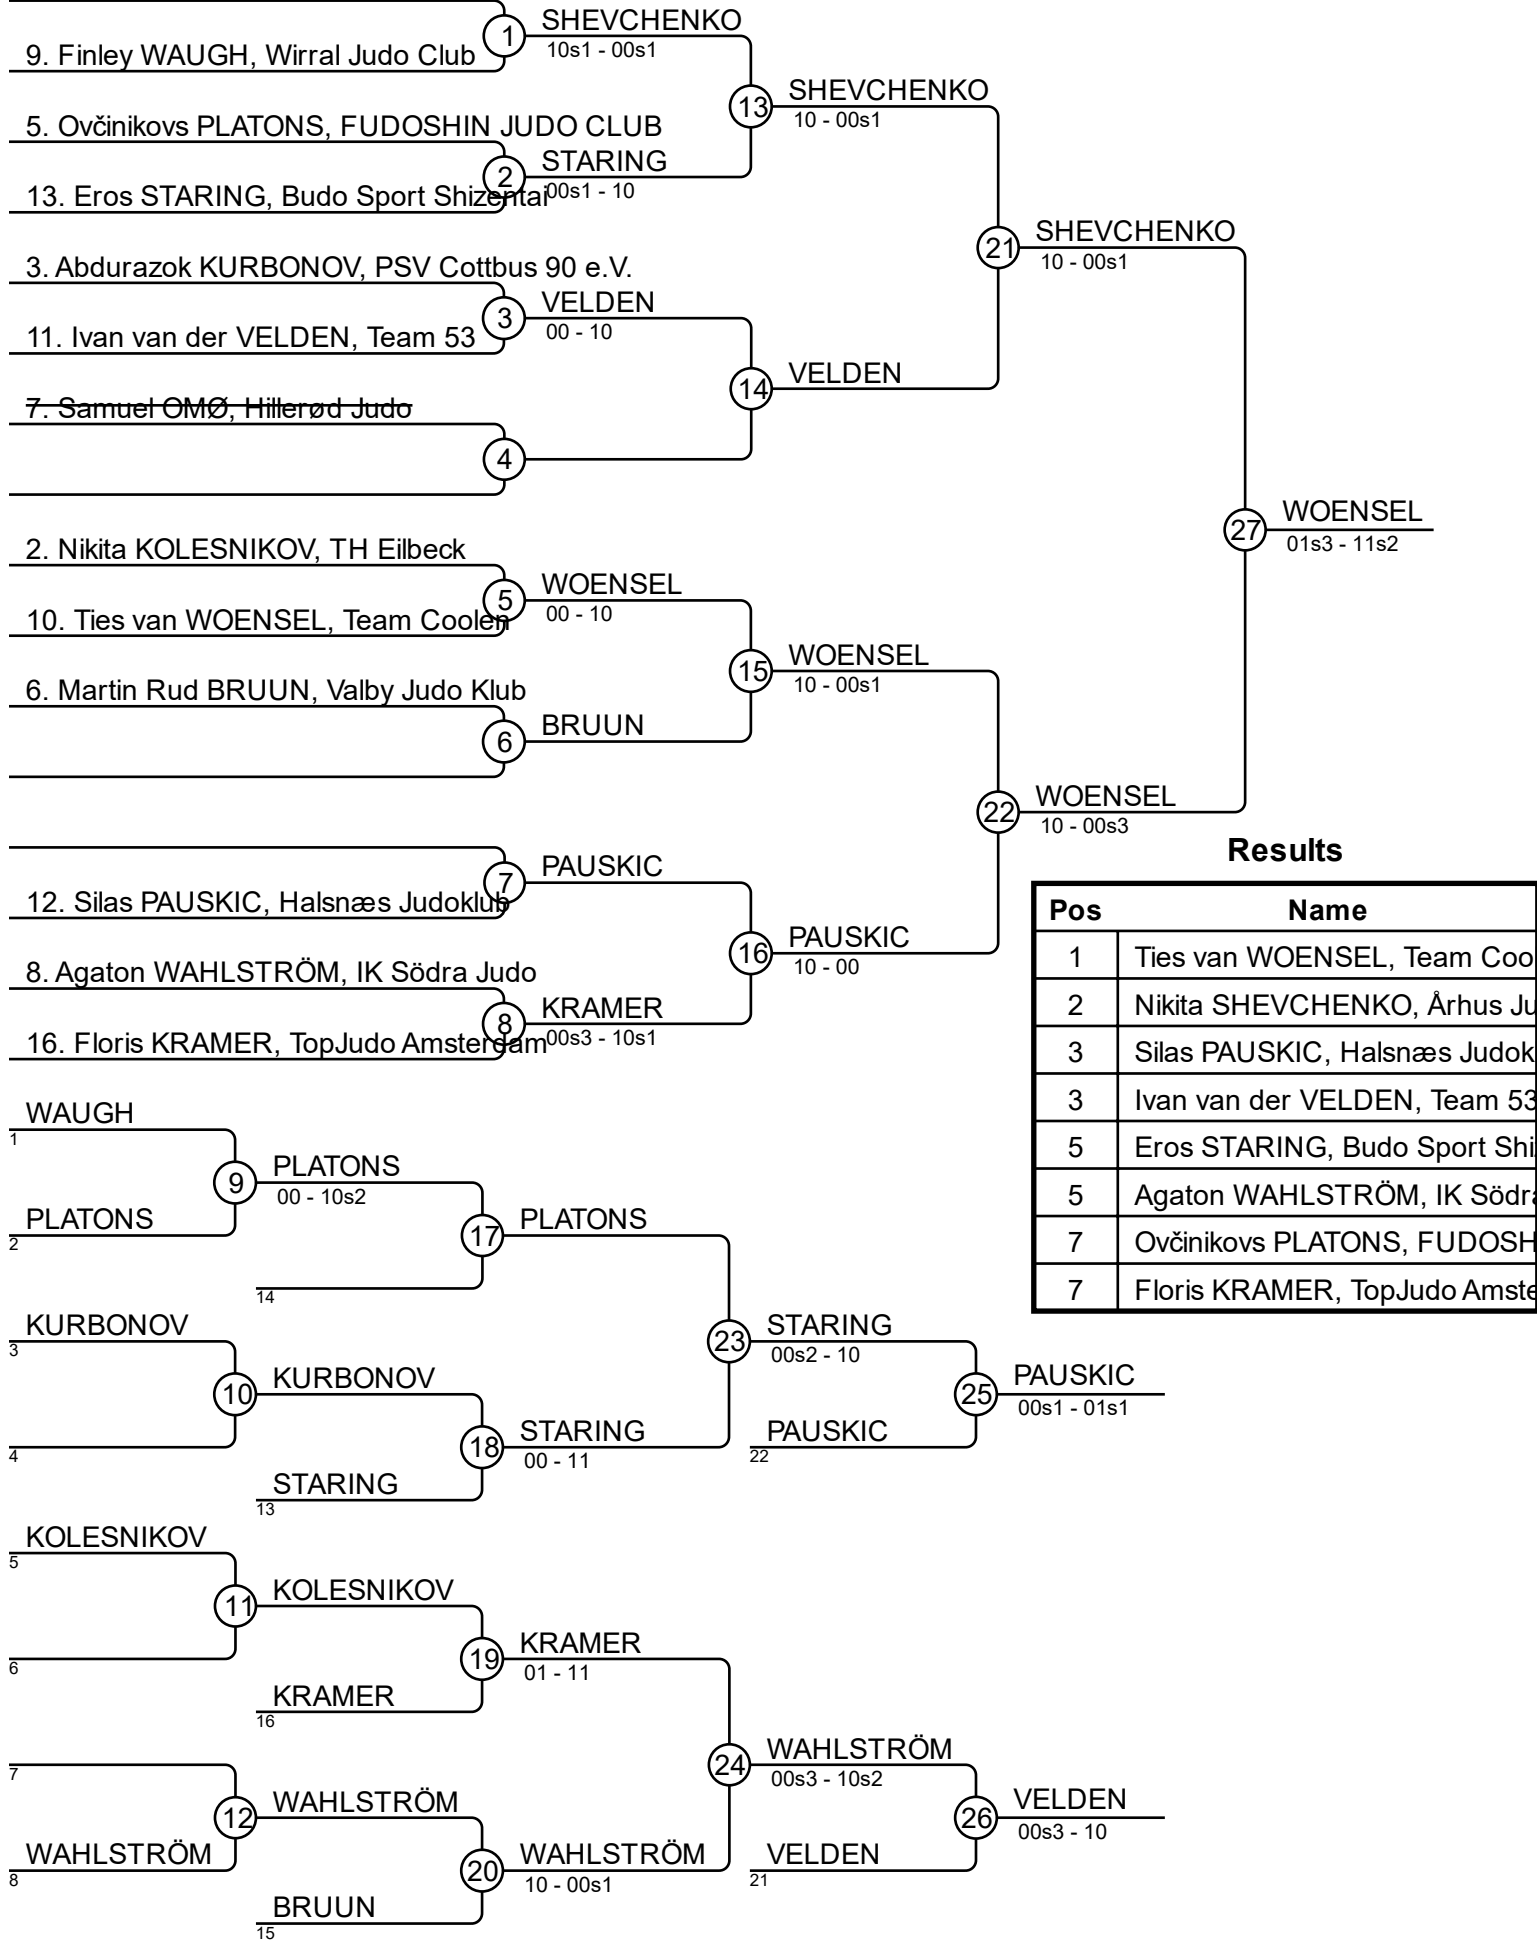 1
SHEVCHENKO
10s1 - 00s1
9. Finley WAUGH, Wirral Judo Club
13
SHEVCHENKO
10 - 00s1
5. Ovčinikovs PLATONS, FUDOSHIN JUDO CLUB
2
STARING
00s1 - 10
13. Eros STARING, Budo Sport Shizentai
21
SHEVCHENKO
10 - 00s1
3. Abdurazok KURBONOV, PSV Cottbus 90 e.V.
3
VELDEN
00 - 10
11. Ivan van der VELDEN, Team 53
14
VELDEN
7. Samuel OMØ, Hillerød Judo
4
27
WOENSEL
01s3 - 11s2
2. Nikita KOLESNIKOV, TH Eilbeck
5
WOENSEL
00 - 10
10. Ties van WOENSEL, Team Coolen
15
WOENSEL
10 - 00s1
6. Martin Rud BRUUN, Valby Judo Klub
6
BRUUN
22
WOENSEL
10 - 00s3
7
PAUSKIC
12. Silas PAUSKIC, Halsnæs Judoklub
16
PAUSKIC
10 - 00
8. Agaton WAHLSTRÖM, IK Södra Judo
8
KRAMER
00s3 - 10s1
16. Floris KRAMER, TopJudo Amsterdam
Results
Pos Name
1 Ties van WOENSEL, Team Coo
2 Nikita SHEVCHENKO, Århus Ju
3 Silas PAUSKIC, Halsnæs Judok
3 Ivan van der VELDEN, Team 53
5 Eros STARING, Budo Sport Shi
5 Agaton WAHLSTRÖM, IK Södra
7 Ovčinikovs PLATONS, FUDOSH
7 Floris KRAMER, TopJudo Amste
WAUGH
1
9
PLATONS
00 - 10s2
PLATONS
2
17
PLATONS
14
KURBONOV
3
23
STARING
00s2 - 10
10
KURBONOV
25
PAUSKIC
00s1 - 01s1
4
18
STARING
00 - 11
PAUSKIC
22
STARING
13
KOLESNIKOV
5
11
KOLESNIKOV
6
19
KRAMER
01 - 11
KRAMER
16
7
24
WAHLSTRÖM
00s3 - 10s2
12
WAHLSTRÖM
26
VELDEN
00s3 - 10
WAHLSTRÖM
8
20
WAHLSTRÖM
10 - 00s1
VELDEN
21
BRUUN
15